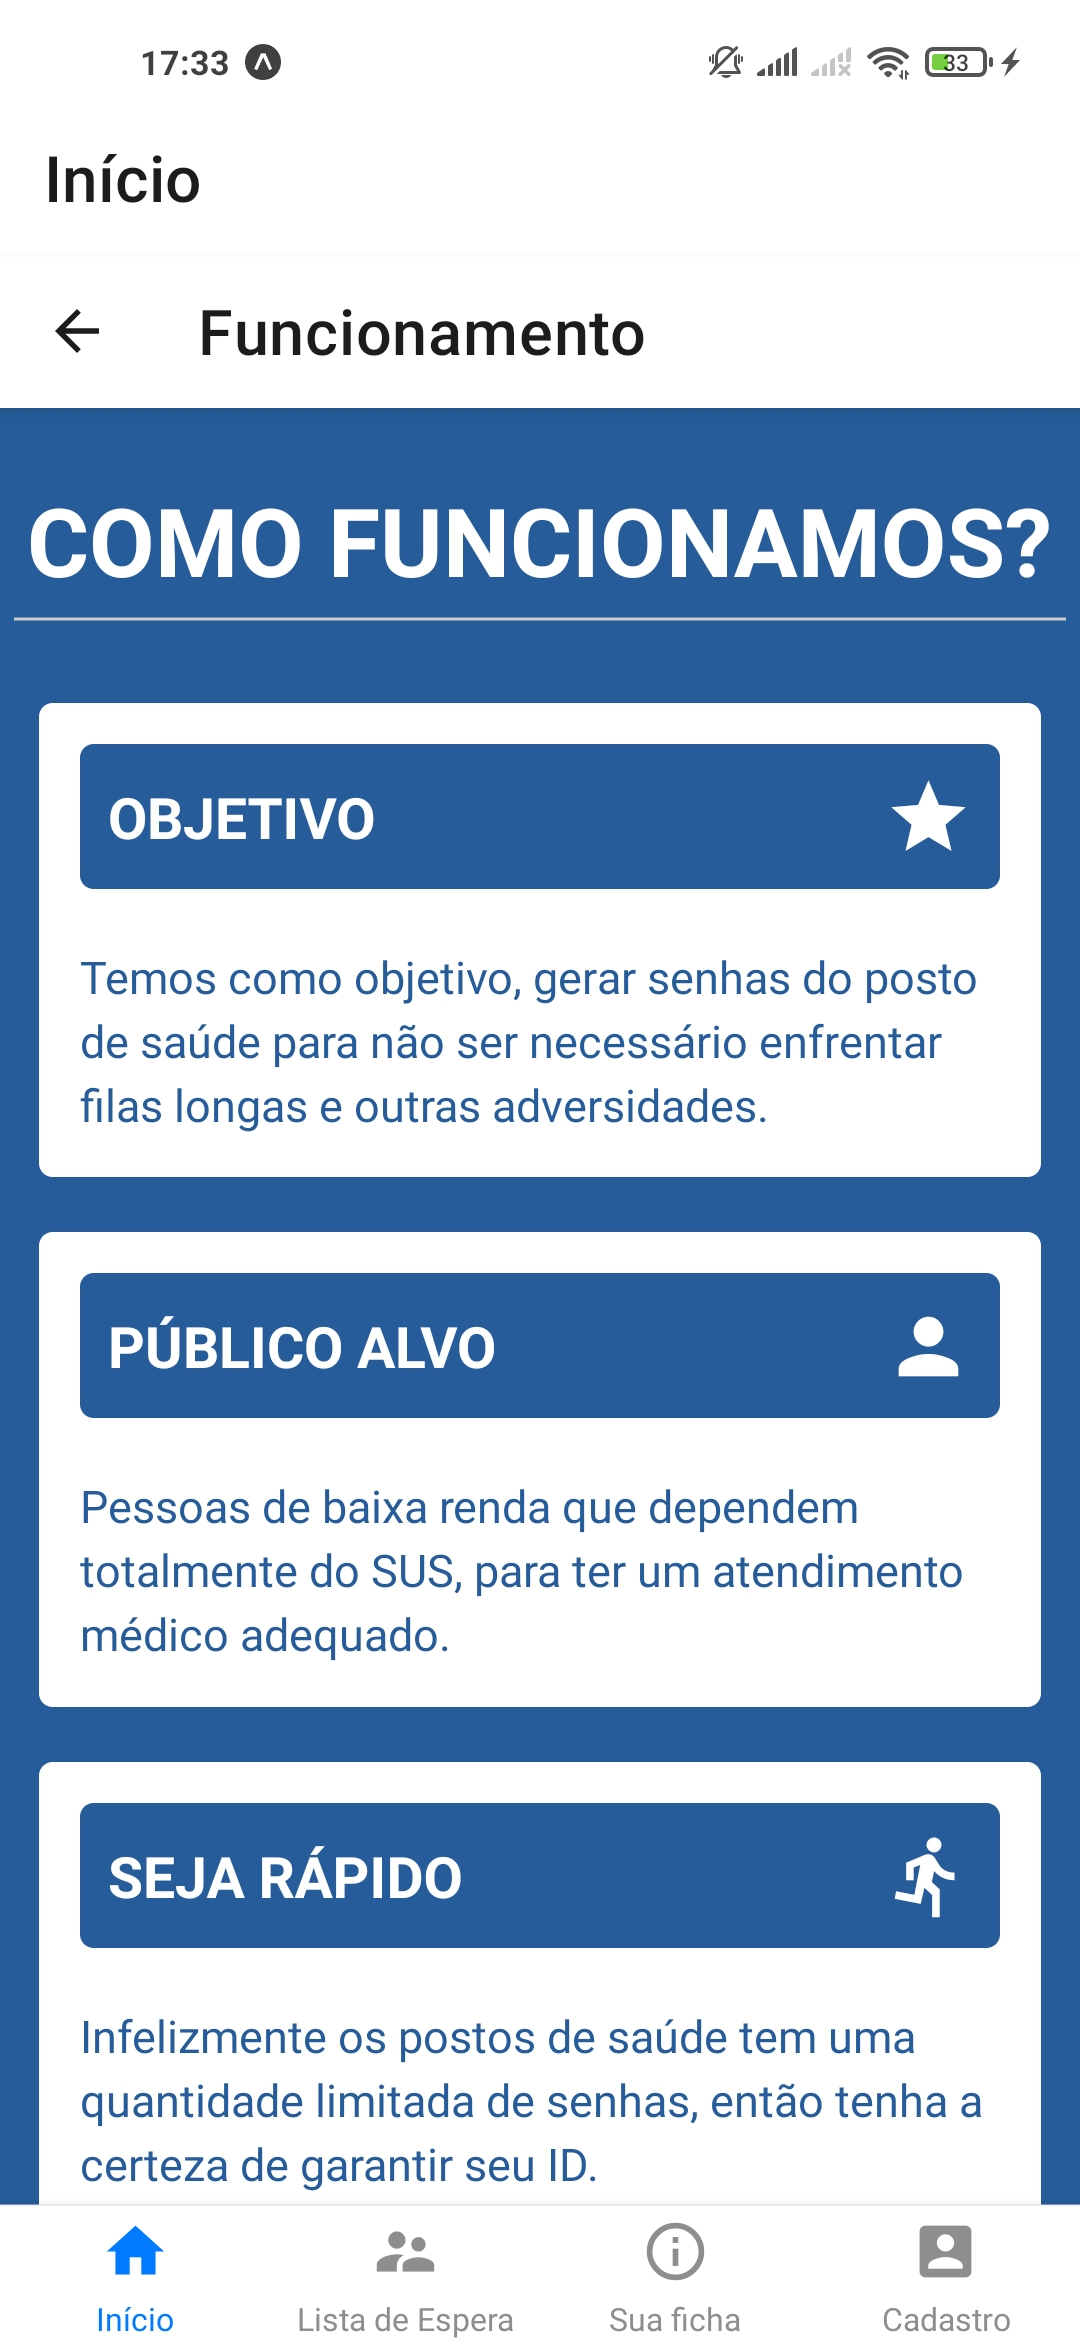 17:33
33
Início
Funcionamento
COMO FUNCIONAMOS?
OBJETIVO
Temos como objetivo, gerar senhas do posto
de saúde para não ser necessário enfrentar
filas longas e outras adversidades.
PÚBLICO ALVO
Pessoas de baixa renda que dependem
totalmente do SUS, para ter um atendimento
médico adequado.
SEJA RÁPIDO
Infelizmente os postos de saúde tem uma
quantidade limitada de senhas, então tenha a
certeza de garantir seu ID.
Início
Lista de Espera
Sua ficha
Cadastro